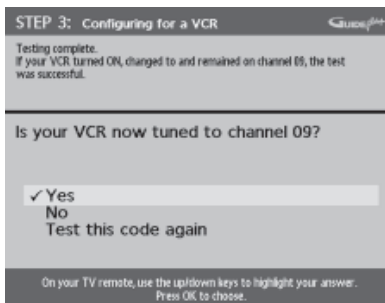 STEP 3: Configuring for a VCR
GUIDE Plus+
Testing complete.
If your VCR turned ON, changed to and remained on channel 09, the test
was successful.
Is your VCR now tuned to channel 09?
✓ Yes
No
Test this code again
On your TV remote, use the up/down keys to highlight your answer.
Press OK to choose.